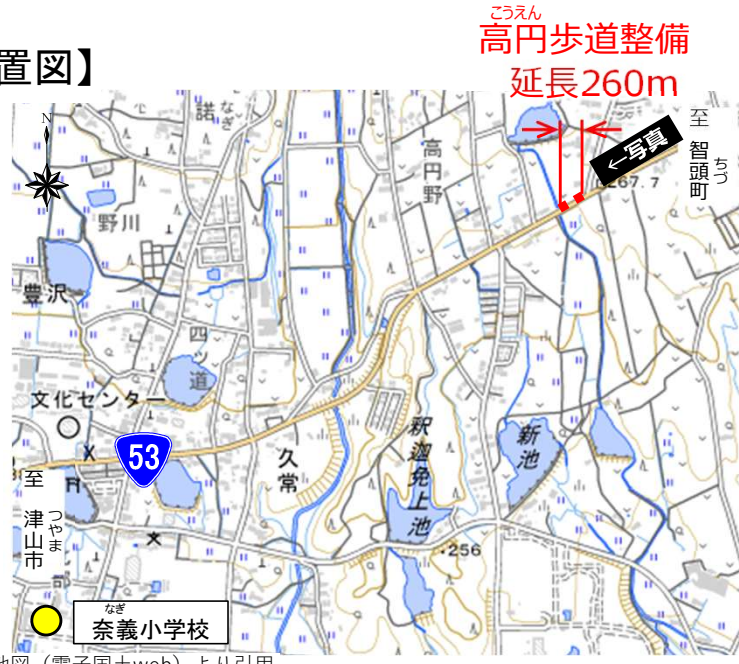 置図】
こうえん
高円歩道整備
延長260m
N
諾
なぎ
高円野
←写真
至 智頭町
ちづ
267.7
野川
豊沢
四ッ道
文化センター
53
久常
釈迦免上池
新池
至 津山市
つやま
・256
なぎ
奈義小学校
地図（電子国土web）より引用